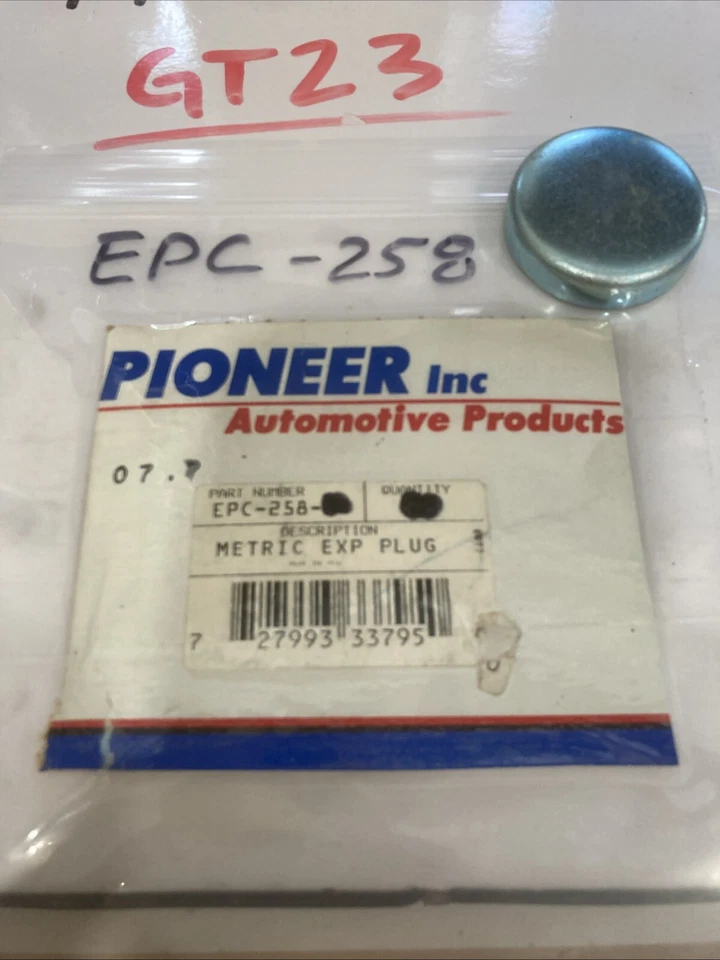 GT23
EPC-258
PIONEER Inc
Automotive Products
07.7
PART NUMBER
QUANTITY
EPC-258-
DESCRIPTION
METRIC EXP PLUG
7 27993 33795